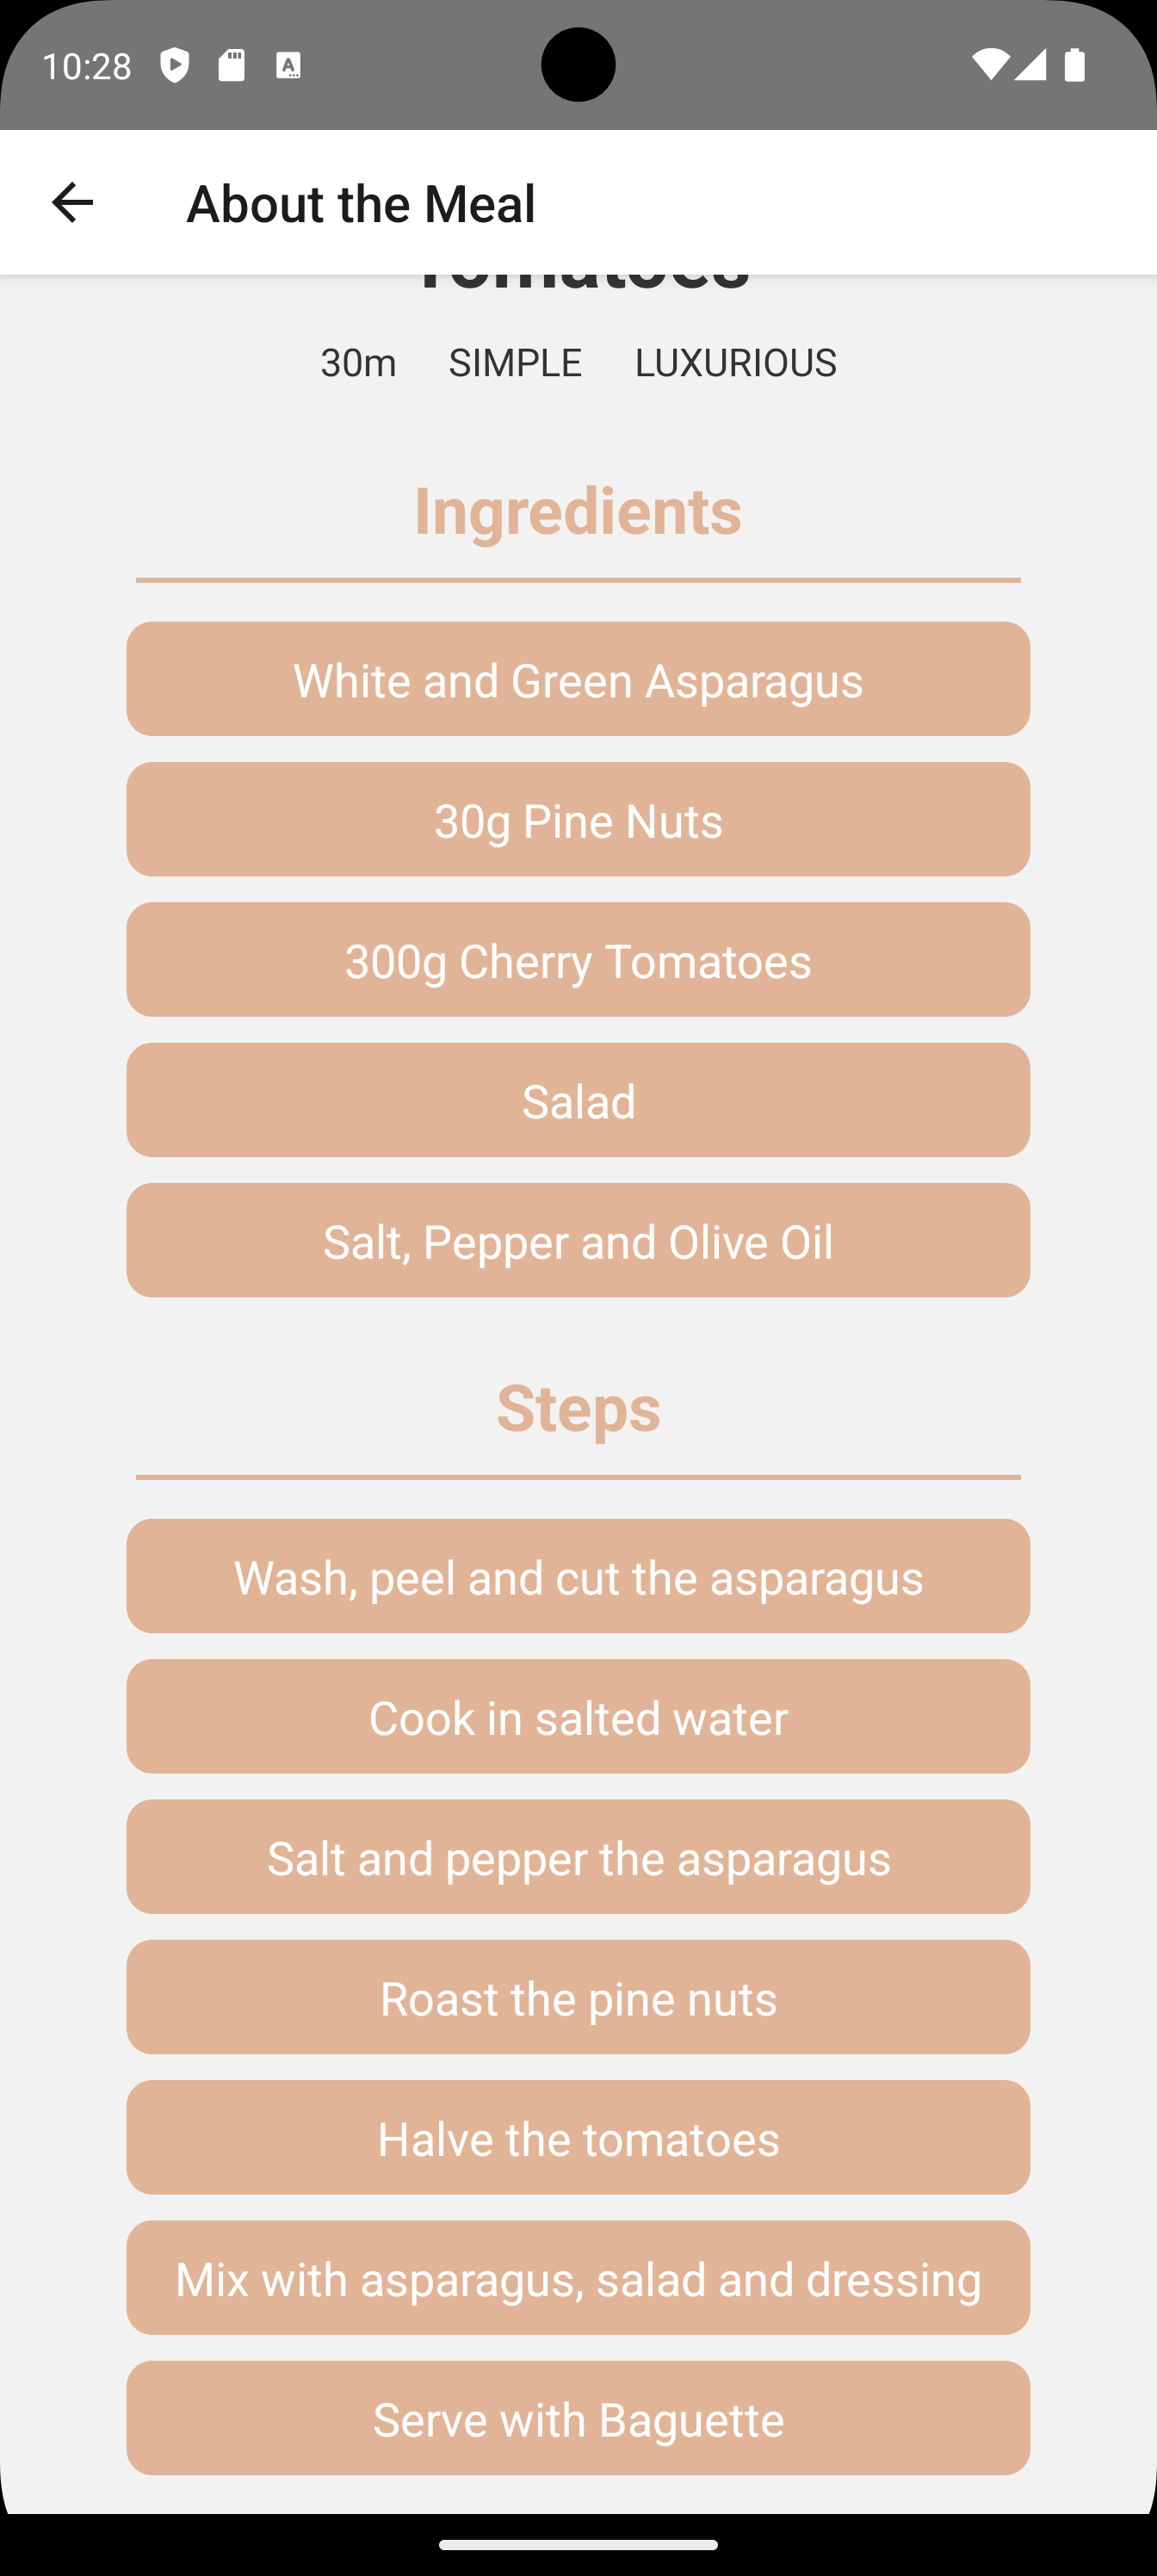 10:28
About the Meal
Tomatoes
30m SIMPLE LUXURIOUS
Ingredients
White and Green Asparagus
30g Pine Nuts
300g Cherry Tomatoes
Salad
Salt, Pepper and Olive Oil
Steps
Wash, peel and cut the asparagus
Cook in salted water
Salt and pepper the asparagus
Roast the pine nuts
Halve the tomatoes
Mix with asparagus, salad and dressing
Serve with Baguette